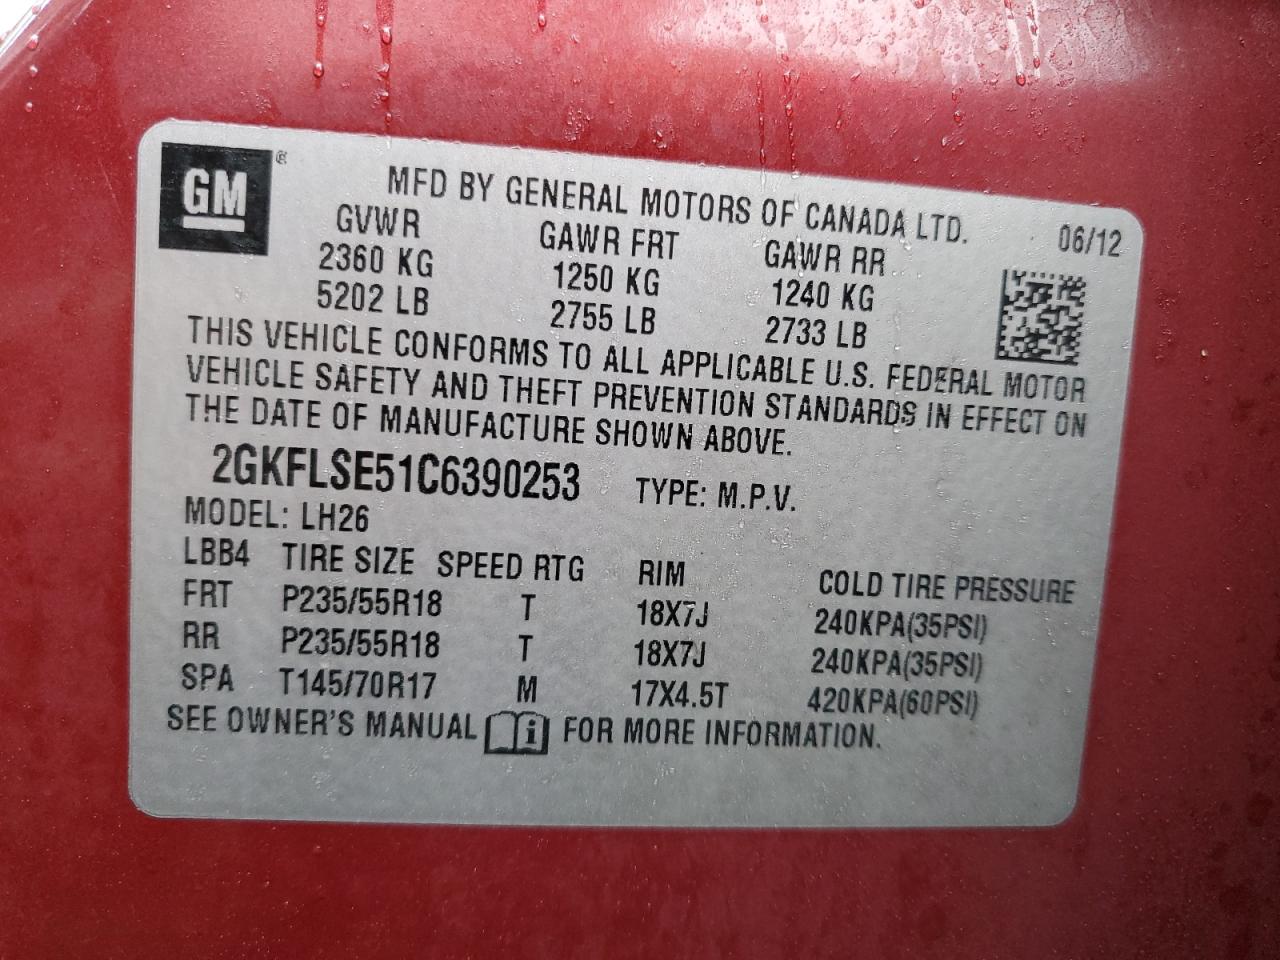 GM ®
MFD BY GENERAL MOTORS OF CANADA LTD.
06/12
GVWR GAWR FRT GAWR RR
2360 KG 1250 KG 1240 KG
5202 LB 2755 LB 2733 LB
THIS VEHICLE CONFORMS TO ALL APPLICABLE U.S. FEDERAL MOTOR
VEHICLE SAFETY AND THEFT PREVENTION STANDARDS IN EFFECT ON
THE DATE OF MANUFACTURE SHOWN ABOVE.
2GKFLSE51C6390253 TYPE: M.P.V.
MODEL: LH26
LBB4 TIRE SIZE SPEED RTG RIM COLD TIRE PRESSURE
FRT P235/55R18 T 18X7J 240KPA(35PSI)
RR P235/55R18 T 18X7J 240KPA(35PSI)
SPA T145/70R17 M 17X4.5T 420KPA(60PSI)
SEE OWNER'S MANUAL i FOR MORE INFORMATION.